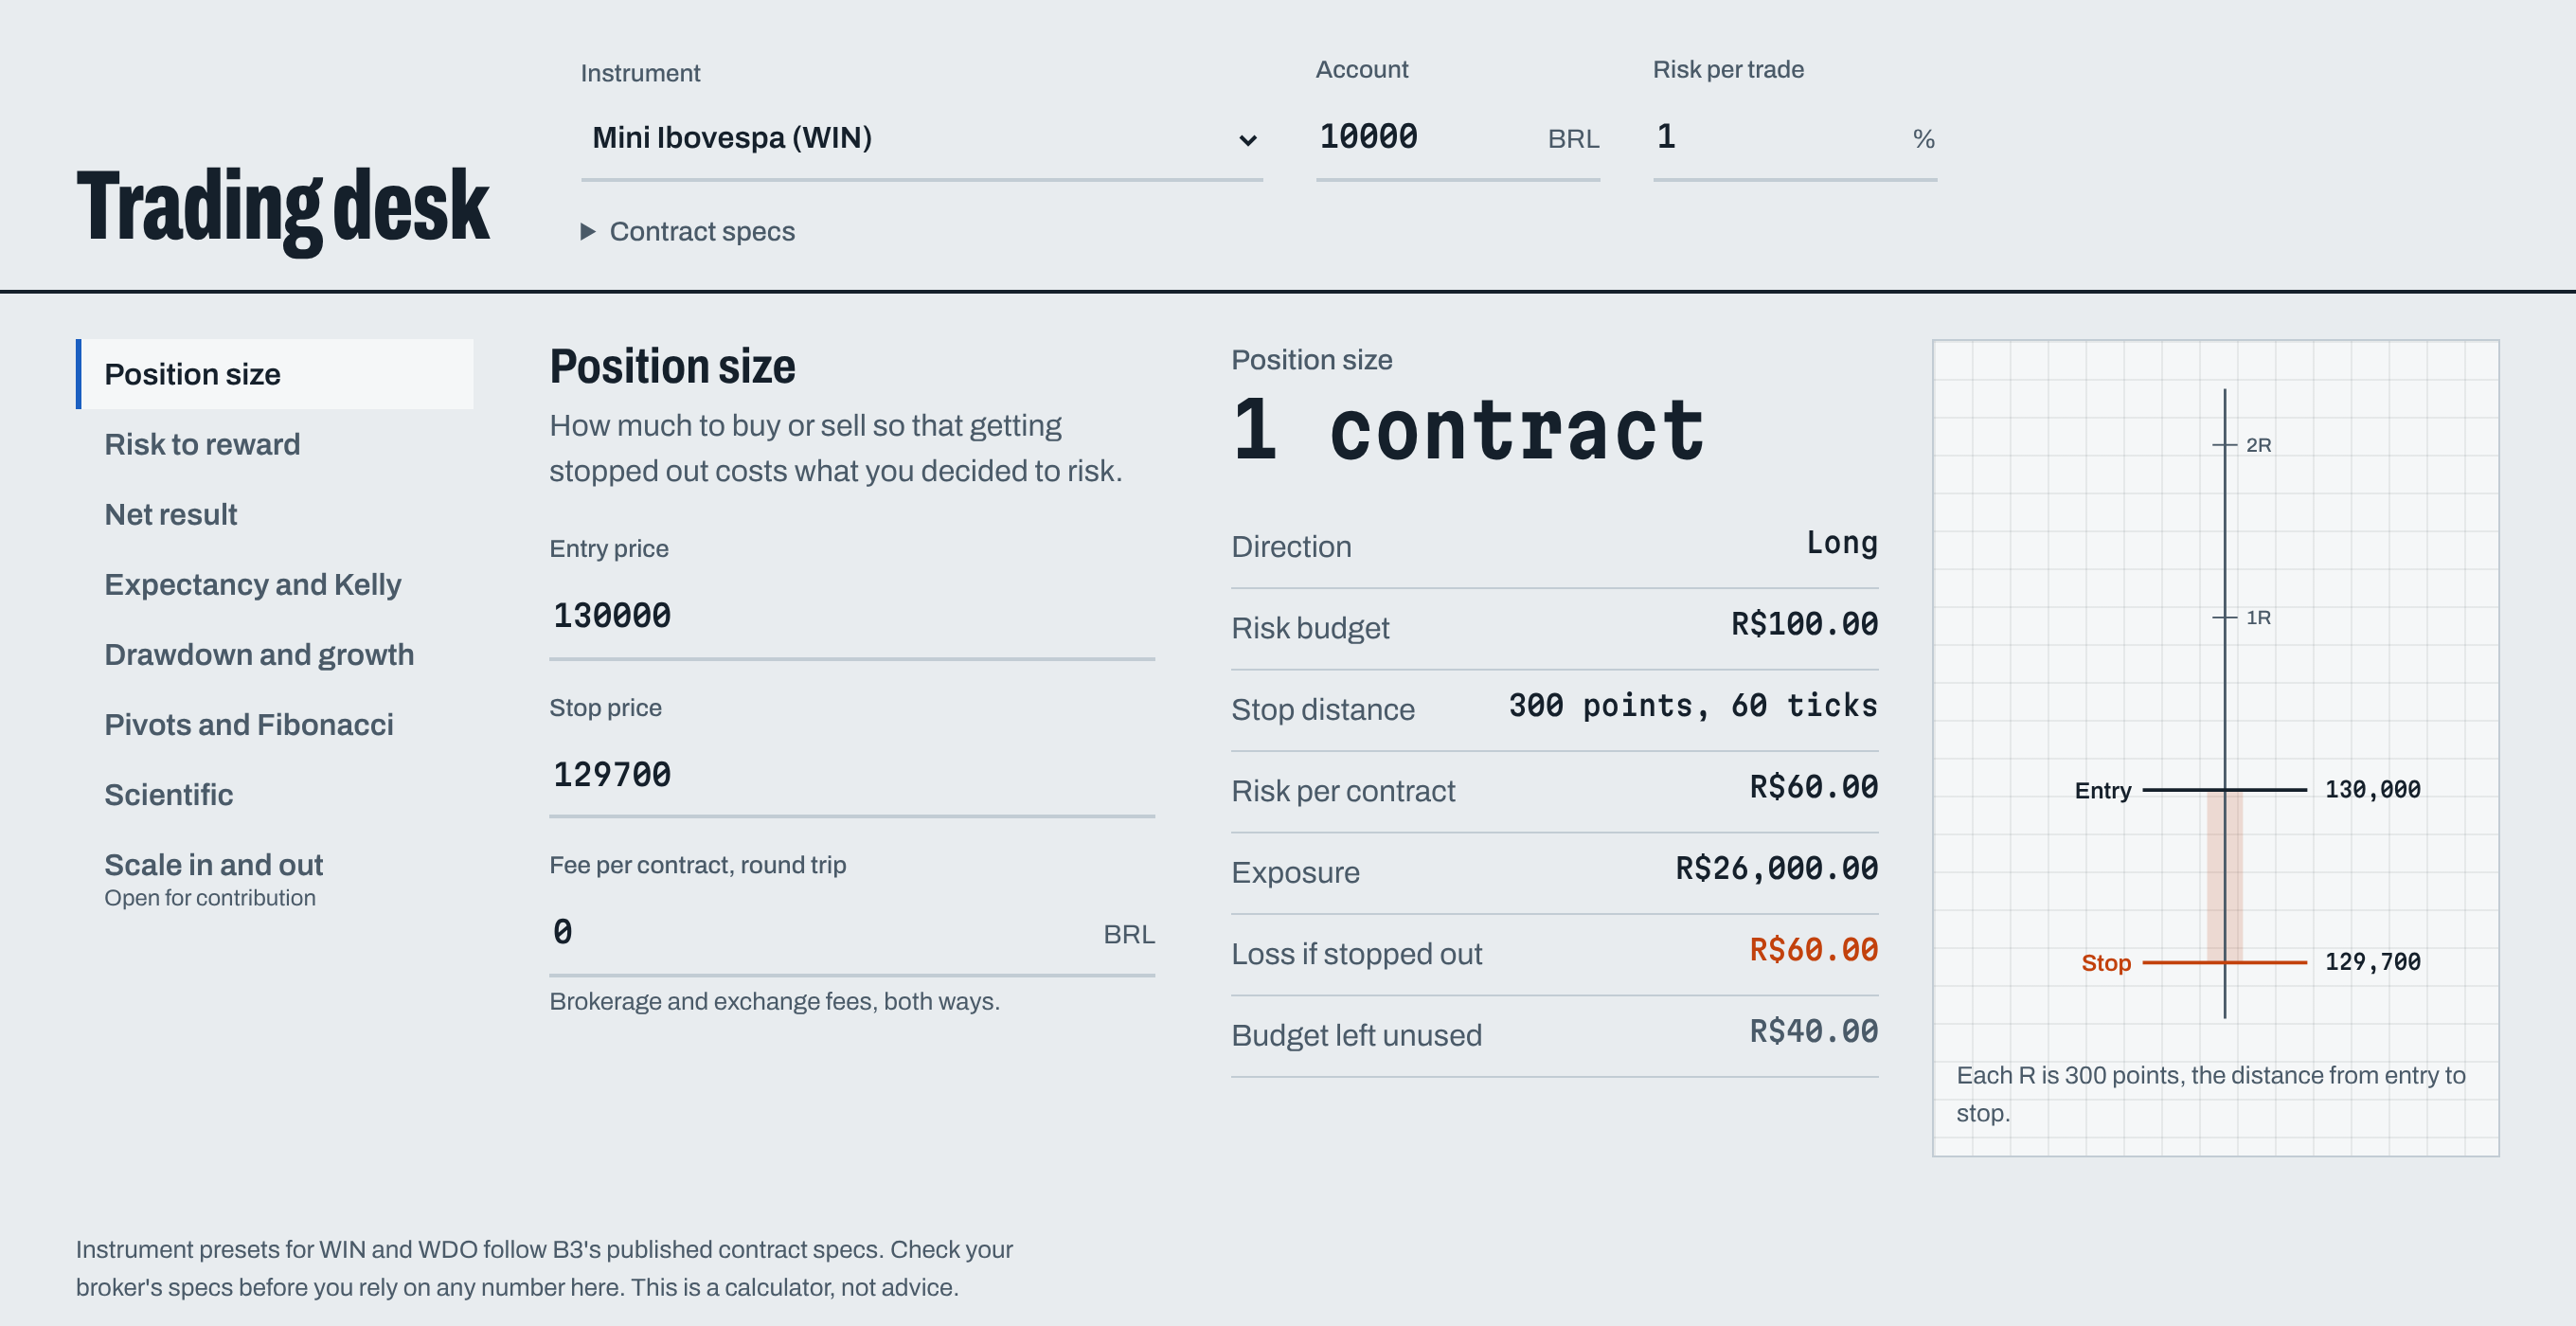 Trading desk
Instrument
Mini Ibovespa (WIN)
Contract specs
Account
10000 BRL
Risk per trade
1 %
Position size
Risk to reward
Net result
Expectancy and Kelly
Drawdown and growth
Pivots and Fibonacci
Scientific
Scale in and out
Open for contribution
Position size
How much to buy or sell so that getting
stopped out costs what you decided to risk.
Entry price
130000
Stop price
129700
Fee per contract, round trip
0 BRL
Brokerage and exchange fees, both ways.
Position size
1 contract
Direction Long
Risk budget R$100.00
Stop distance 300 points, 60 ticks
Risk per contract R$60.00
Exposure R$26,000.00
Loss if stopped out R$60.00
Budget left unused R$40.00
2R
1R
Entry 130,000
Stop 129,700
Each R is 300 points, the distance from entry to
stop.
Instrument presets for WIN and WDO follow B3's published contract specs. Check your
broker's specs before you rely on any number here. This is a calculator, not advice.